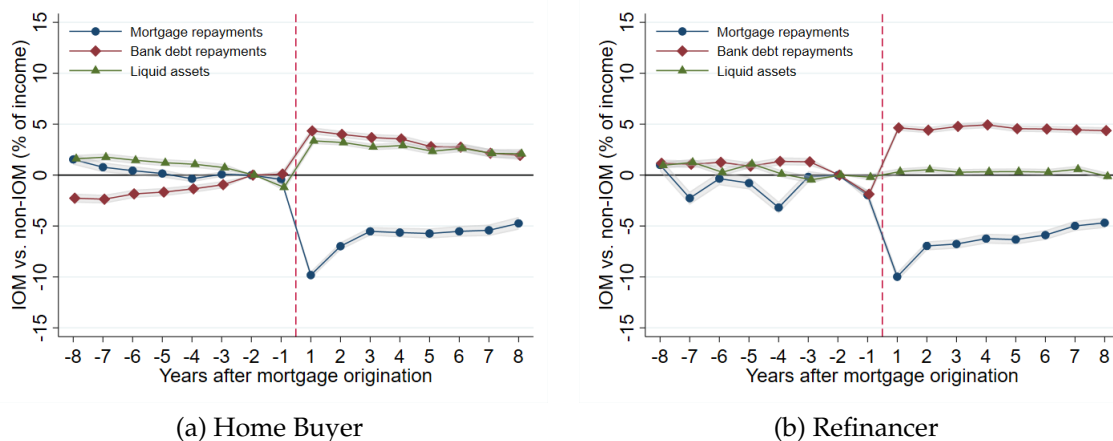 IOM vs. non-IOM (% of income)
15
10
5
0
-5
-10
-15
Mortgage repayments
Bank debt repayments
Liquid assets
-8 -7 -6 -5 -4 -3 -2 -1 1 2 3 4 5 6 7 8
Years after mortgage origination
(a) Home Buyer
IOM vs. non-IOM (% of income)
15
10
5
0
-5
-10
-15
Mortgage repayments
Bank debt repayments
Liquid assets
-8 -7 -6 -5 -4 -3 -2 -1 1 2 3 4 5 6 7 8
Years after mortgage origination
(b) Refinancer